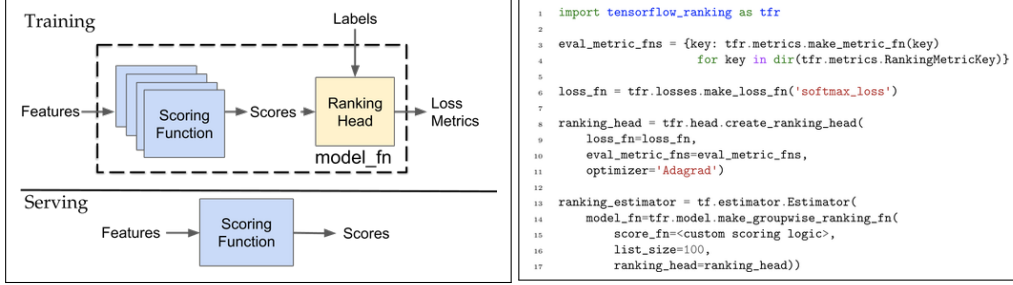 Training
Labels
Features
Scoring
Function
Scores
Ranking
Head
Loss
Metrics
model_fn
Serving
Features
Scoring
Function
Scores
1 import tensorflow_ranking as tfr
2
3 eval_metric_fns = {key: tfr.metrics.make_metric_fn(key)
4 for key in dir(tfr.metrics.RankingMetricKey)}
5
6 loss_fn = tfr.losses.make_loss_fn('softmax_loss')
7
8 ranking_head = tfr.head.create_ranking_head(
9 loss_fn=loss_fn,
10 eval_metric_fns=eval_metric_fns,
11 optimizer='Adagrad')
12
13 ranking_estimator = tf.estimator.Estimator(
14 model_fn=tfr.model.make_groupwise_ranking_fn(
15 score_fn=<custom scoring logic>,
16 list_size=100,
17 ranking_head=ranking_head))